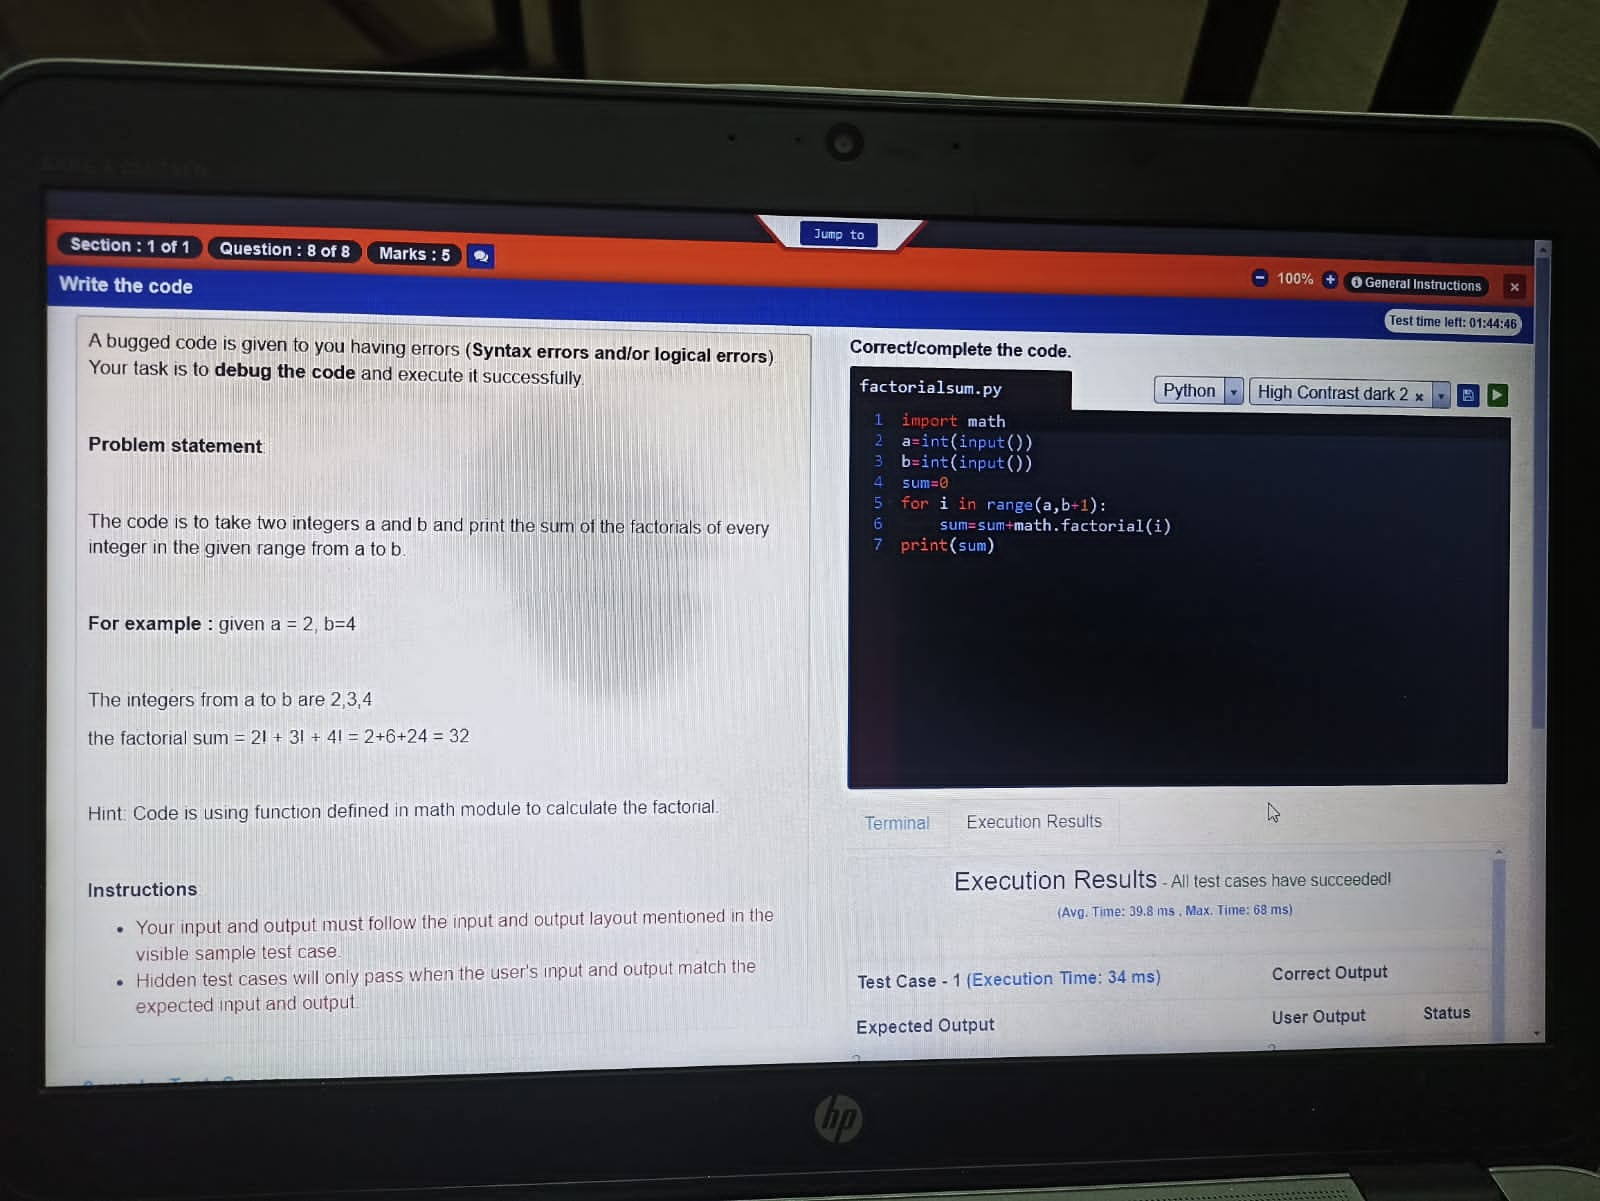 Jump to
Section : 1 of 1 Question : 8 of 8 Marks : 5
100% General Instructions
Write the code
Test time left: 01:44:46
A bugged code is given to you having errors (Syntax errors and/or logical errors)
Your task is to debug the code and execute it successfully.
Problem statement
The code is to take two integers a and b and print the sum of the factorials of every
integer in the given range from a to b.
For example : given a = 2, b=4
The integers from a to b are 2,3,4
the factorial sum = 2! + 3! + 4! = 2+6+24 = 32
Hint: Code is using function defined in math module to calculate the factorial.
Instructions
• Your input and output must follow the input and output layout mentioned in the
visible sample test case.
• Hidden test cases will only pass when the user's input and output match the
expected input and output.
Correct/complete the code.
factorialsum.py
Python High Contrast dark 2 ×
1 import math
2 a=int(input())
3 b=int(input())
4 sum=0
5 for i in range(a,b+1):
6 sum=sum+math.factorial(i)
7 print(sum)
Terminal Execution Results
Execution Results - All test cases have succeeded!
(Avg. Time: 39.8 ms , Max. Time: 68 ms)
Test Case - 1 (Execution Time: 34 ms) Correct Output
Expected Output User Output Status
hp